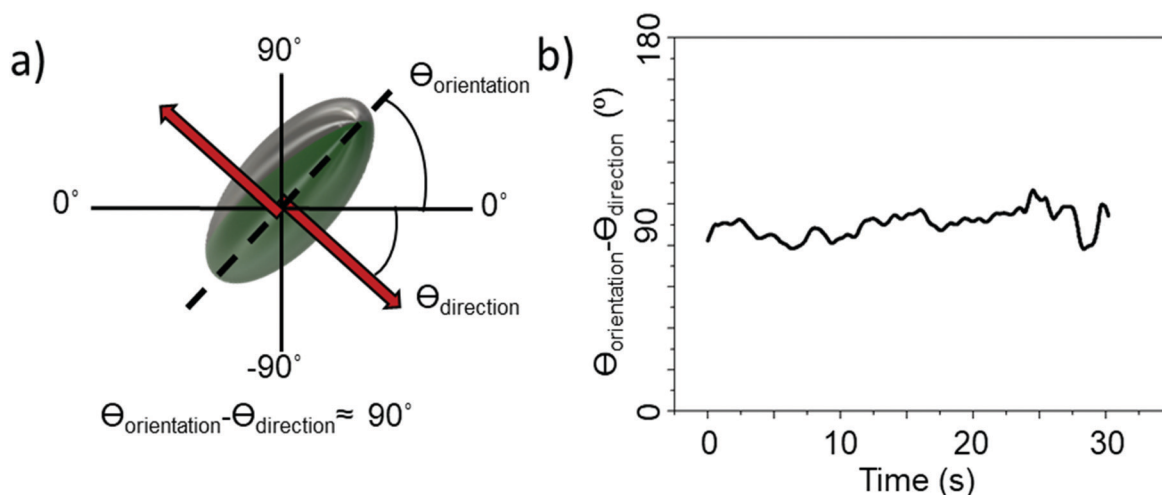 a)
90°
ϴorientation
0°
0°
ϴdirection
-90°
ϴorientation-ϴdirection≈ 90°
b)
ϴorientation-ϴdirection (º)
180
90
0
0 10 20 30
Time (s)